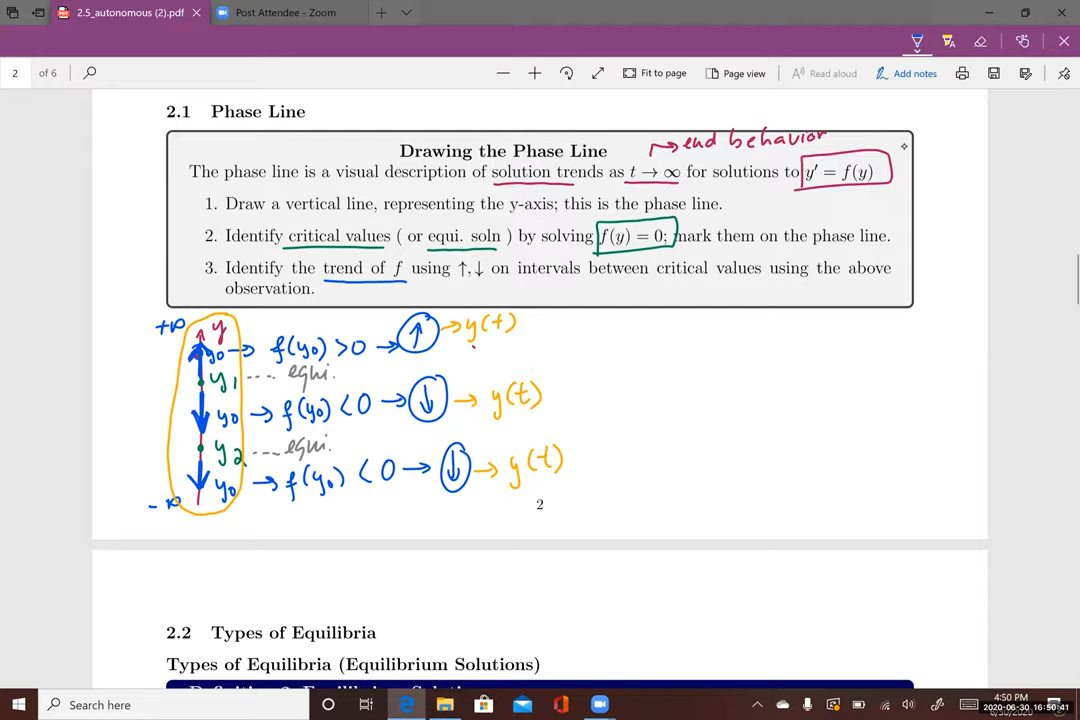 2.5_autonomous (2).pdf
Post Attendee - Zoom
2 of 6
Fit to page
Page view
Read aloud
Add notes
2.1 Phase Line
end behavior
Drawing the Phase Line
The phase line is a visual description of solution trends as t → ∞ for solutions to y′ = f(y)
1. Draw a vertical line, representing the y-axis; this is the phase line.
2. Identify critical values ( or equi. soln ) by solving f(y) = 0; mark them on the phase line.
3. Identify the trend of f using ↑,↓ on intervals between critical values using the above
observation.
+∞ y
y₀ → f(y₀) >0 → ↑ → y(t)
y₁ ---- equi.
y₀ → f(y₀) < 0 → ↓ → y(t)
y₂ ---- equi.
y₀ → f(y₀) < 0 → ↓ → y(t)
-∞
2
2.2 Types of Equilibria
Types of Equilibria (Equilibrium Solutions)
Search here
4:50 PM
2020-06-30 16:50:41